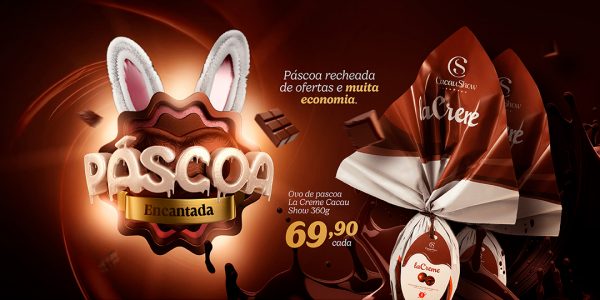 PÁSCOA
Encantada
Páscoa recheada
de ofertas e muita
economia.
Ovo de pascoa
La Creme Cacau
Show 360g
69,90
cada
CacauShow
laCreme
laCreme